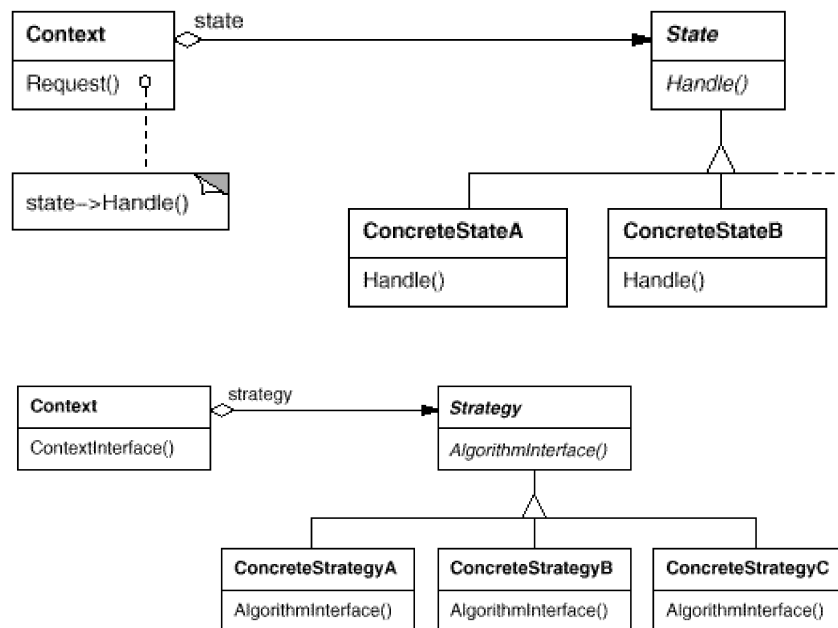 state
Context
State
Request()
Handle()
state->Handle()
ConcreteStateA
ConcreteStateB
Handle()
Handle()
strategy
Context
Strategy
ContextInterface()
AlgorithmInterface()
ConcreteStrategyA
ConcreteStrategyB
ConcreteStrategyC
AlgorithmInterface()
AlgorithmInterface()
AlgorithmInterface()